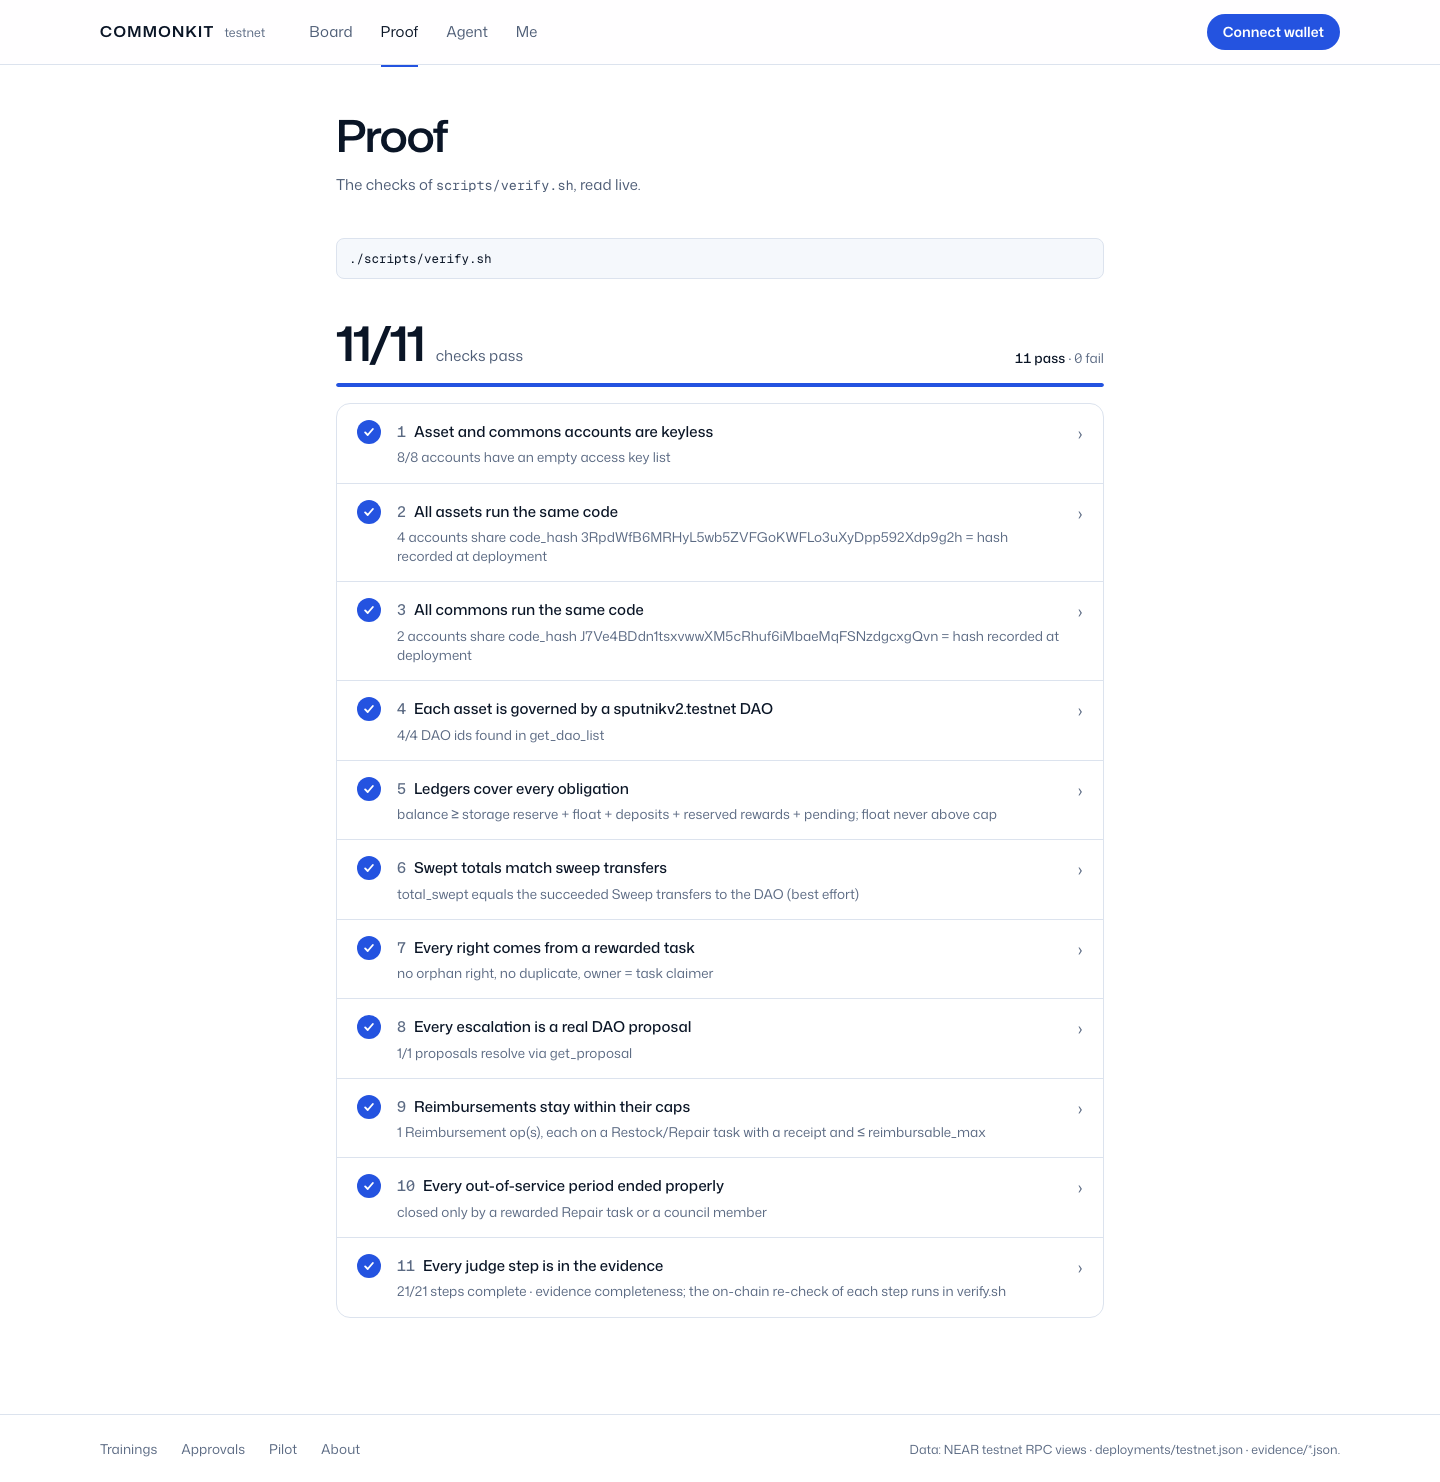 COMMONKIT testnet Board Proof Agent Me Connect wallet
Proof
The checks of scripts/verify.sh, read live.
./scripts/verify.sh
11/11 checks pass 11 pass · 0 fail
1 Asset and commons accounts are keyless ›
8/8 accounts have an empty access key list
2 All assets run the same code ›
4 accounts share code_hash 3RpdWfB6MRHyL5wb5ZVFGoKWFLo3uXyDpp592Xdp9g2h = hash
recorded at deployment
3 All commons run the same code ›
2 accounts share code_hash J7Ve4BDdn1tsxvwwXM5cRhuf6iMbaeMqFSNzdgcxgQvn = hash recorded at
deployment
4 Each asset is governed by a sputnikv2.testnet DAO ›
4/4 DAO ids found in get_dao_list
5 Ledgers cover every obligation ›
balance ≥ storage reserve + float + deposits + reserved rewards + pending; float never above cap
6 Swept totals match sweep transfers ›
total_swept equals the succeeded Sweep transfers to the DAO (best effort)
7 Every right comes from a rewarded task ›
no orphan right, no duplicate, owner = task claimer
8 Every escalation is a real DAO proposal ›
1/1 proposals resolve via get_proposal
9 Reimbursements stay within their caps ›
1 Reimbursement op(s), each on a Restock/Repair task with a receipt and ≤ reimbursable_max
10 Every out-of-service period ended properly ›
closed only by a rewarded Repair task or a council member
11 Every judge step is in the evidence ›
21/21 steps complete · evidence completeness; the on-chain re-check of each step runs in verify.sh
Trainings Approvals Pilot About Data: NEAR testnet RPC views · deployments/testnet.json · evidence/*.json.